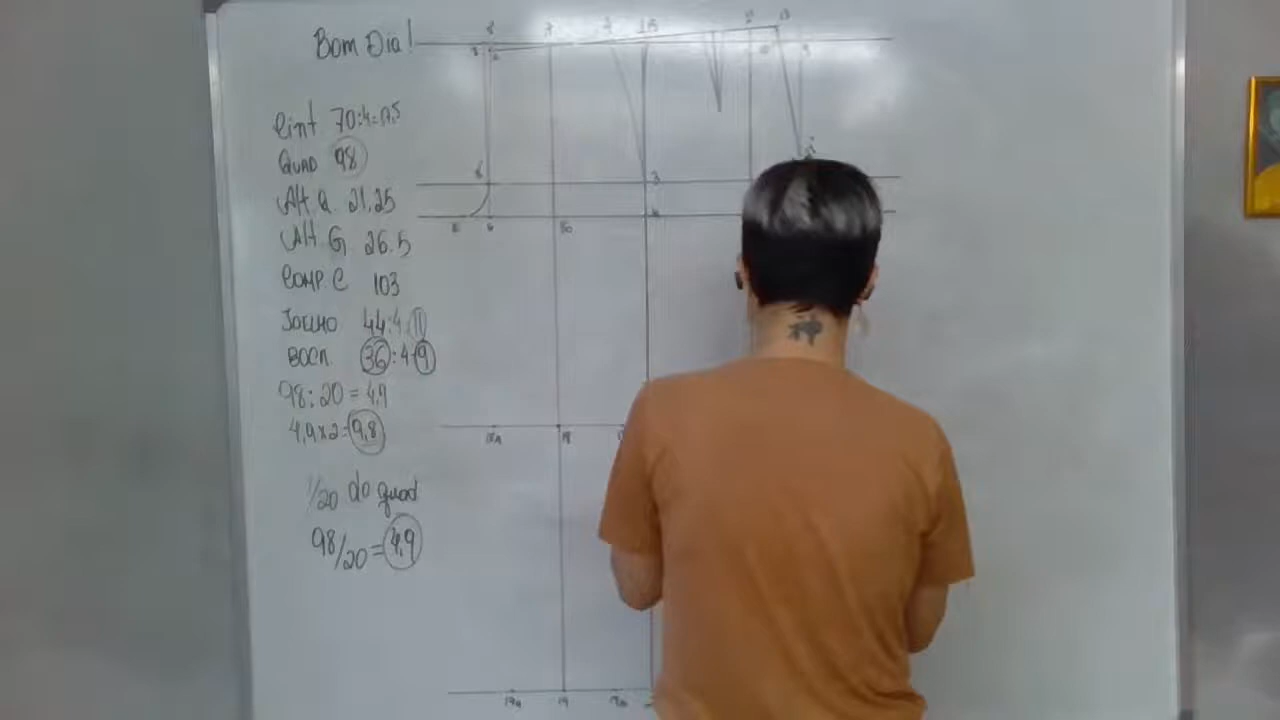 Bom Dia!
Cint 70:4=17,5
QUAD 98
Alt. Q. 21,25
Alt. G 26.5
COMP. C 103
JOELHO 44:4 11
BOCA 36:4 9
98:20=4,9
4,9x2=9,8
1/20 do quad
98/20=4,9